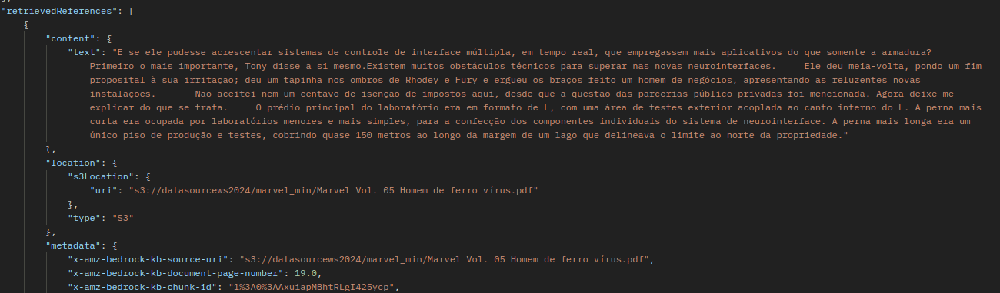 "retrievedReferences": [
{
"content": {
"text": "E se ele pudesse acrescentar sistemas de controle de interface múltipla, em tempo real, que empregassem mais aplicativos do que somente a armadura?
Primeiro o mais importante, Tony disse a si mesmo.Existem muitos obstáculos técnicos para superar nas novas neurointerfaces. Ele deu meia-volta, pondo um fim
proposital à sua irritação; deu um tapinha nos ombros de Rhodey e Fury e ergueu os braços feito um homem de negócios, apresentando as reluzentes novas
instalações. – Não aceitei nem um centavo de isenção de impostos aqui, desde que a questão das parcerias público-privadas foi mencionada. Agora deixe-me
explicar do que se trata. O prédio principal do laboratório era em formato de L, com uma área de testes exterior acoplada ao canto interno do L. A perna mais
curta era ocupada por laboratórios menores e mais simples, para a confecção dos componentes individuais do sistema de neurointerface. A perna mais longa era um
único piso de produção e testes, cobrindo quase 150 metros ao longo da margem de um lago que delineava o limite ao norte da propriedade."
},
"location": {
"s3Location": {
"uri": "s3://datasourcews2024/marvel_min/Marvel Vol. 05 Homem de ferro vírus.pdf"
},
"type": "S3"
},
"metadata": {
"x-amz-bedrock-kb-source-uri": "s3://datasourcews2024/marvel_min/Marvel Vol. 05 Homem de ferro vírus.pdf",
"x-amz-bedrock-kb-document-page-number": 19.0,
"x-amz-bedrock-kb-chunk-id": "1%3A0%3AAxuiapMBhtRLgI425ycp",